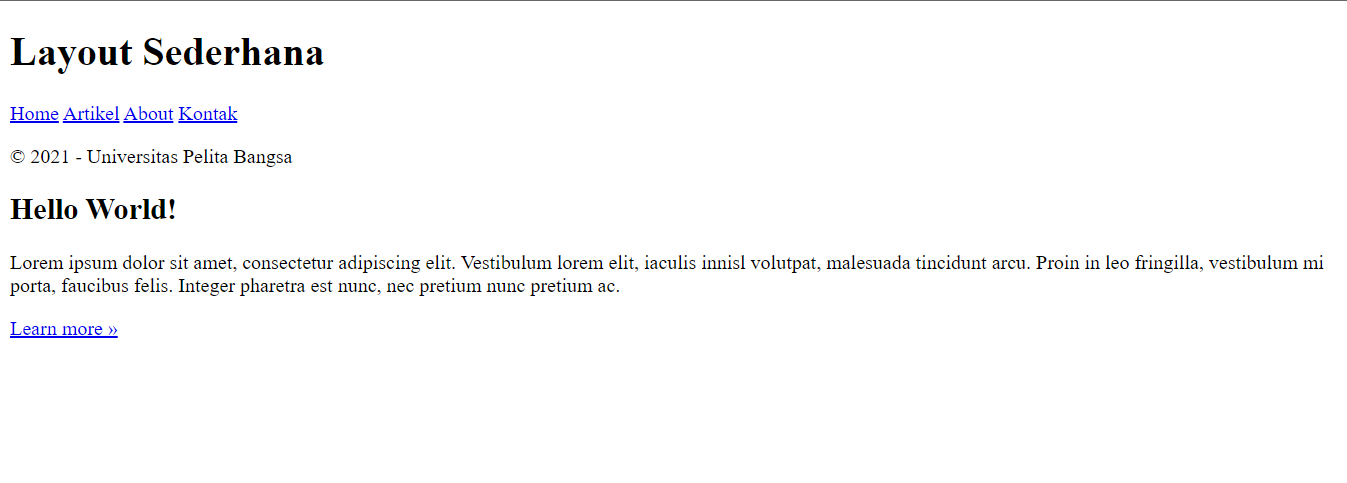 Layout Sederhana
Home Artikel About Kontak
© 2021 - Universitas Pelita Bangsa
Hello World!
Lorem ipsum dolor sit amet, consectetur adipiscing elit. Vestibulum lorem elit, iaculis innisl volutpat, malesuada tincidunt arcu. Proin in leo fringilla, vestibulum mi
porta, faucibus felis. Integer pharetra est nunc, nec pretium nunc pretium ac.
Learn more »